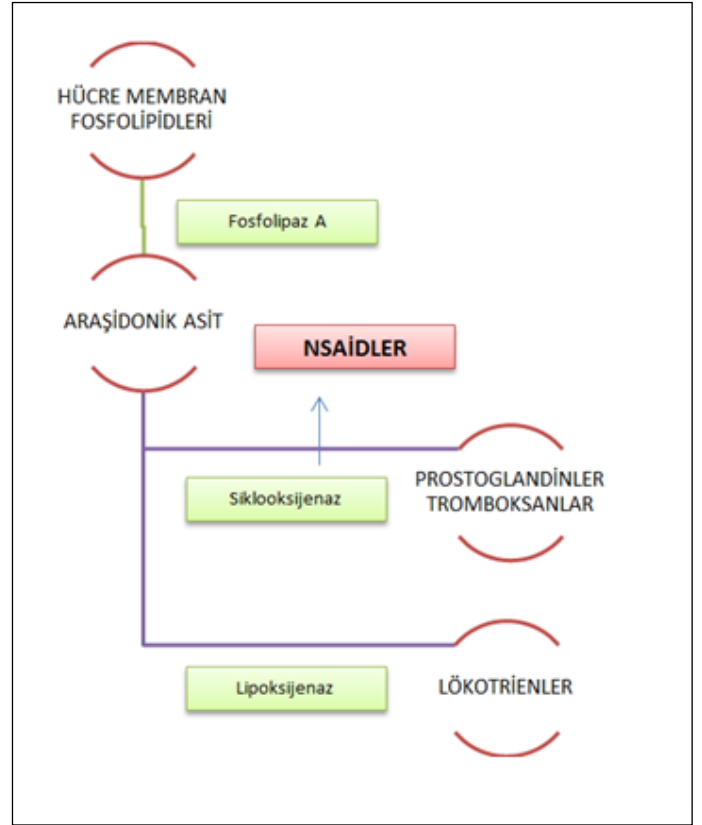 HÜCRE MEMBRAN
FOSFOLİPİDLERİ
Fosfolipaz A
ARAŞİDONİK ASİT
NSAİDLER
Siklooksijenaz
PROSTOGLANDİNLER
TROMBOKSANLAR
Lipoksijenaz
LÖKOTRİENLER